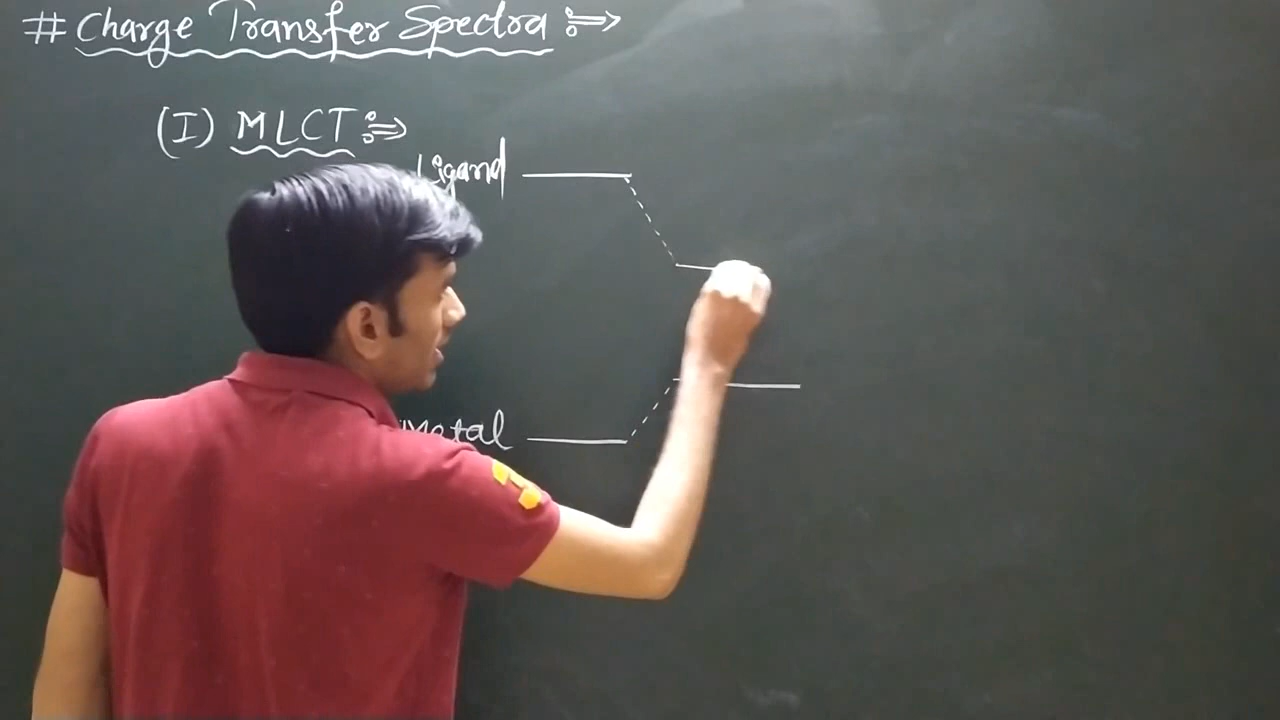 # Charge Transfer Spectra :⇒
(I) MLCT :⇒
Ligand
Metal